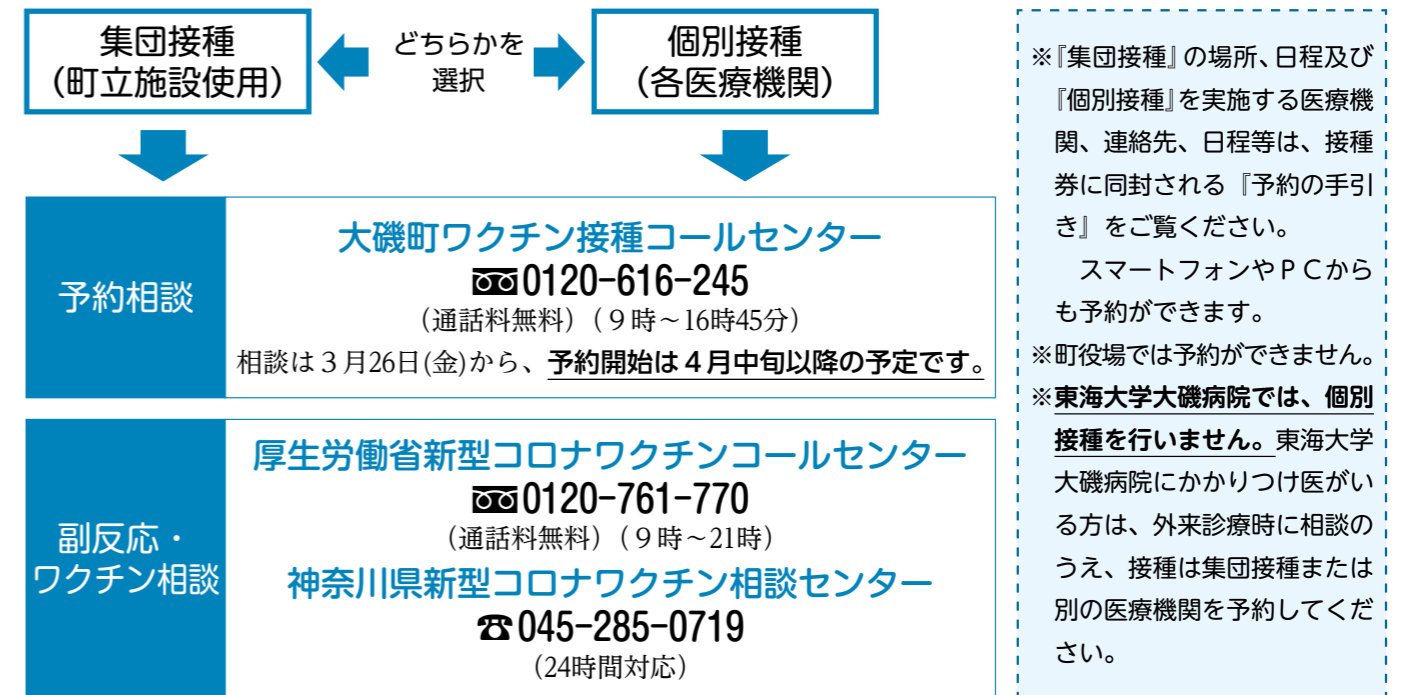 集団接種
（町立施設使用）
どちらかを
選択
個別接種
（各医療機関）
予約相談
大磯町ワクチン接種コールセンター
0120-616-245
（通話料無料）（９時～16時45分）
相談は３月26日(金)から、予約開始は４月中旬以降の予定です。
副反応・
ワクチン相談
厚生労働省新型コロナワクチンコールセンター
0120-761-770
（通話料無料）（９時～21時）
神奈川県新型コロナワクチン相談センター
☎045-285-0719
（24時間対応）
※『集団接種』の場所、日程及び
『個別接種』を実施する医療機
関、連絡先、日程等は、接種
券に同封される『予約の手引
き』をご覧ください。
スマートフォンやＰＣから
も予約ができます。
※町役場では予約ができません。
※東海大学大磯病院では、個別
接種を行いません。東海大学
大磯病院にかかりつけ医がい
る方は、外来診療時に相談の
うえ、接種は集団接種または
別の医療機関を予約してくだ
さい。